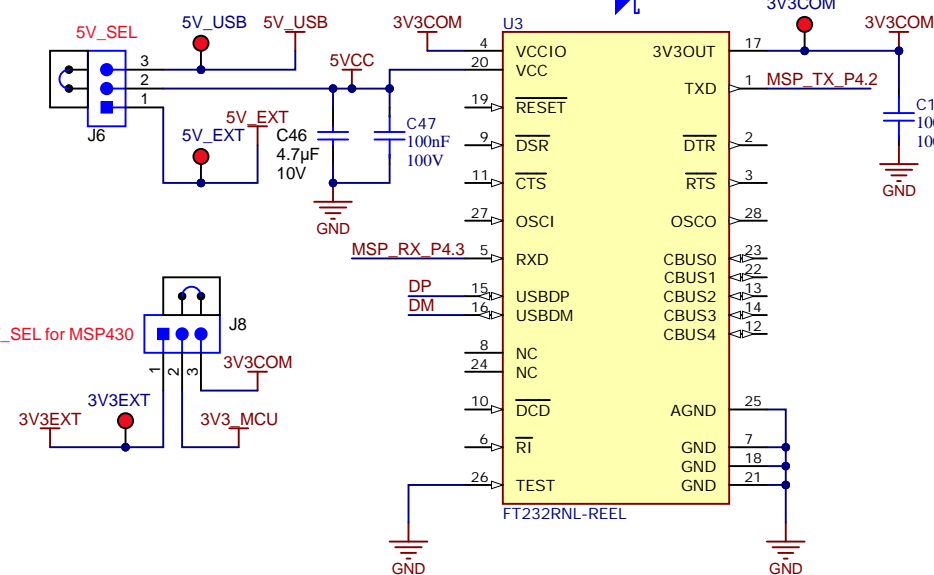 5V_SEL
5V_USB
5V_USB
3V3COM
U3
3V3COM
3V3COM
3
2
1
J6
5VCC
5V_EXT
5V_EXT
C46
4.7µF
10V
C47
100nF
100V
GND
4 VCCIO
20 VCC
19 RESET
9 DSR
11 CTS
27 OSCI
MSP_RX_P4.3 5 RXD
DP 15 USBDP
DM 16 USBDM
8 NC
24 NC
10 DCD
6 RI
26 TEST
3V3OUT 17
TXD 1 MSP_TX_P4.2
DTR 2
RTS 3
OSCO 28
CBUS0 23
CBUS1 22
CBUS2 13
CBUS3 14
CBUS4 12
AGND 25
GND 7
GND 18
GND 21
FT232RNL-REEL
GND
GND
GND
_SEL for MSP430
J8
1
2
3
3V3COM
3V3EXT
3V3EXT
3V3_MCU